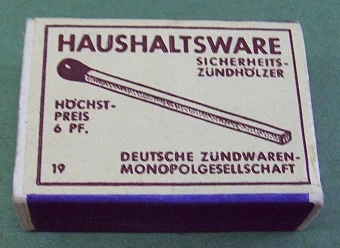 HAUSHALTSWARE
SICHERHEITS-
ZÜNDHÖLZER
HÖCHST-
PREIS
6 PF.
19
DEUTSCHE ZÜNDWAREN-
MONOPOLGESELLSCHAFT